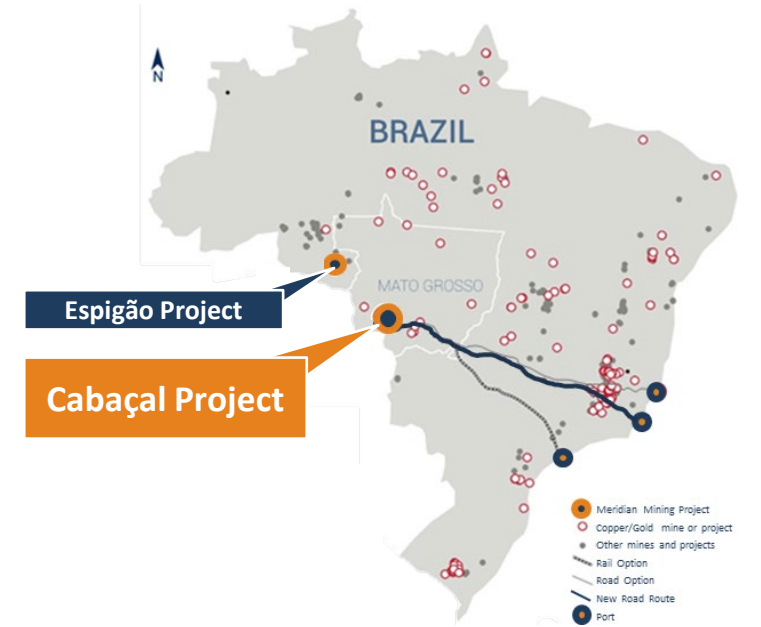 N
BRAZIL
MATO GROSSO
Espigão Project
Cabaçal Project
Meridian Mining Project
Copper/Gold mine or project
Other mines and projects
Rail Option
Road Option
New Road Route
Port